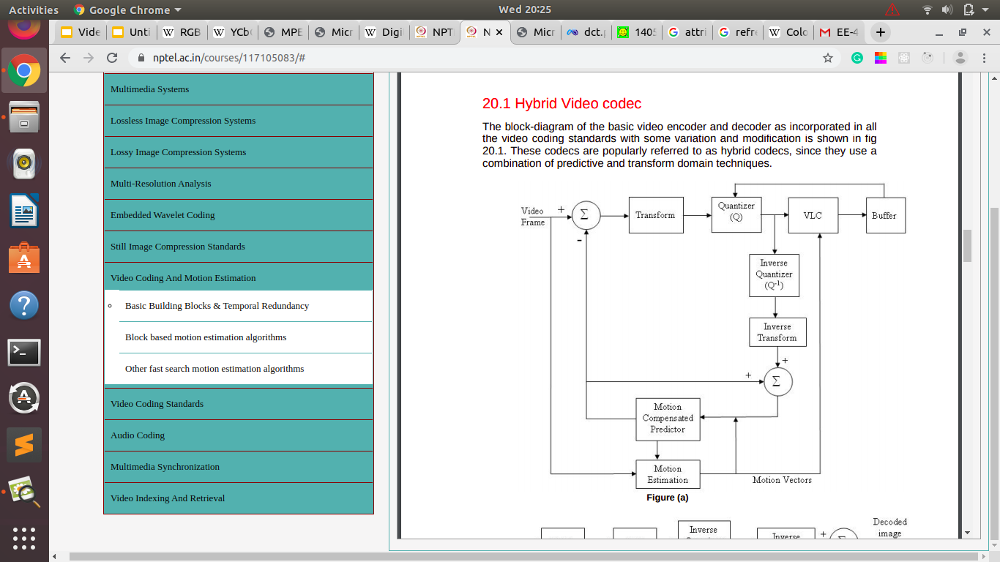 Activities
Google Chrome
Wed 20:25
Vide
Unti
RGB
YCb
MPE
Micr
Digi
NPT
N
Micr
dct.
1405
attri
refr
Colo
EE-4
nptel.ac.in/courses/117105083/#
Multimedia Systems
Lossless Image Compression Systems
Lossy Image Compression Systems
Multi-Resolution Analysis
Embedded Wavelet Coding
Still Image Compression Standards
Video Coding And Motion Estimation
Basic Building Blocks & Temporal Redundancy
Block based motion estimation algorithms
Other fast search motion estimation algorithms
Video Coding Standards
Audio Coding
Multimedia Synchronization
Video Indexing And Retrieval
20.1 Hybrid Video codec
The block-diagram of the basic video encoder and decoder as incorporated in all
the video coding standards with some variation and modification is shown in fig
20.1. These codecs are popularly referred to as hybrid codecs, since they use a
combination of predictive and transform domain techniques.
Video
Frame
+
Σ
-
Transform
Quantizer
(Q)
VLC
Buffer
Inverse
Quantizer
(Q-1)
Inverse
Transform
+
+
Σ
Motion
Compensated
Predictor
Motion
Estimation
Motion Vectors
Figure (a)
Inverse
Inverse
+
Σ
Decoded
image